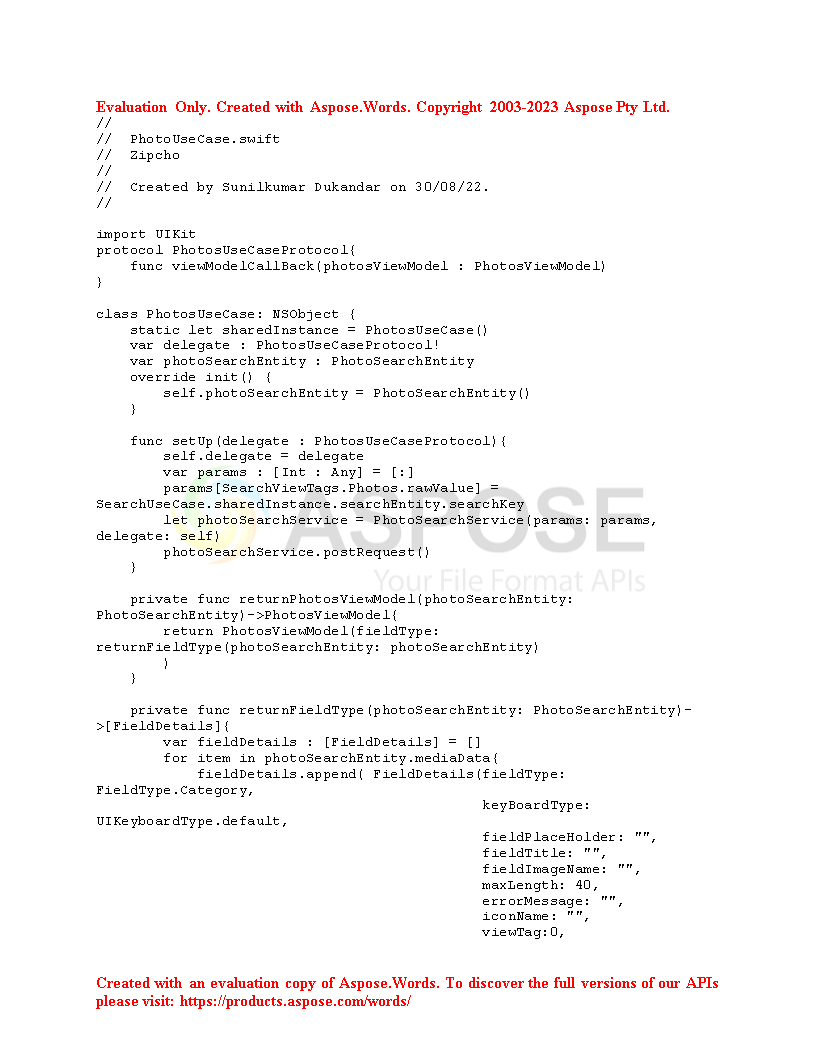 Evaluation Only. Created with Aspose.Words. Copyright 2003-2023 Aspose Pty Ltd.
//
//  PhotoUseCase.swift
//  Zipcho
//
//  Created by Sunilkumar Dukandar on 30/08/22.
//
import UIKit
protocol PhotosUseCaseProtocol{
    func viewModelCallBack(photosViewModel : PhotosViewModel)
}
class PhotosUseCase: NSObject {
    static let sharedInstance = PhotosUseCase()
    var delegate : PhotosUseCaseProtocol!
    var photoSearchEntity : PhotoSearchEntity
    override init() {
        self.photoSearchEntity = PhotoSearchEntity()
    }
    func setUp(delegate : PhotosUseCaseProtocol){
        self.delegate = delegate
        var params : [Int : Any] = [:]
        params[SearchViewTags.Photos.rawValue] =
SearchUseCase.sharedInstance.searchEntity.searchKey
        let photoSearchService = PhotoSearchService(params: params,
delegate: self)
        photoSearchService.postRequest()
    }
ASPOSE
Your File Format APIs
    private func returnPhotosViewModel(photoSearchEntity:
PhotoSearchEntity)->PhotosViewModel{
        return PhotosViewModel(fieldType:
returnFieldType(photoSearchEntity: photoSearchEntity)
        )
    }
    private func returnFieldType(photoSearchEntity: PhotoSearchEntity)-
>[FieldDetails]{
        var fieldDetails : [FieldDetails] = []
        for item in photoSearchEntity.mediaData{
            fieldDetails.append( FieldDetails(fieldType:
FieldType.Category,
                                              keyBoardType:
UIKeyboardType.default,
                                              fieldPlaceHolder: "",
                                              fieldTitle: "",
                                              fieldImageName: "",
                                              maxLength: 40,
                                              errorMessage: "",
                                              iconName: "",
                                              viewTag:0,
Created with an evaluation copy of Aspose.Words. To discover the full versions of our APIs
please visit: https://products.aspose.com/words/